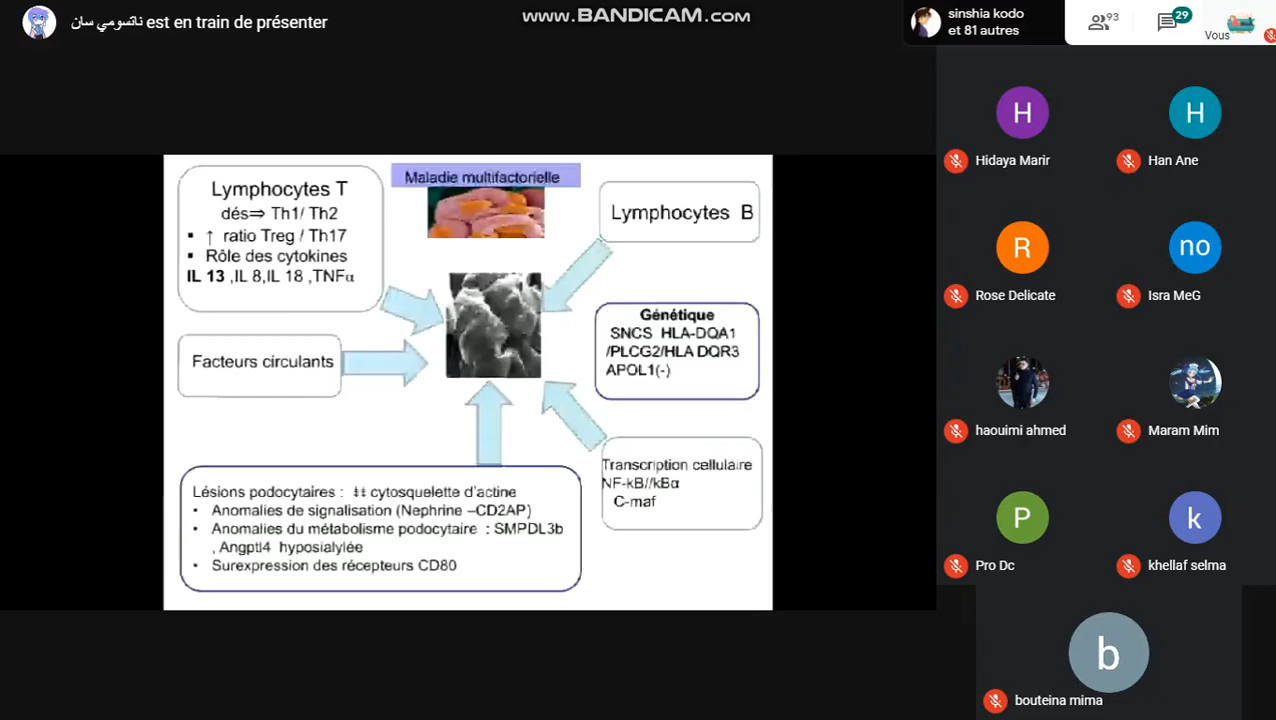 ناتسومي سان est en train de présenter
www.BANDICAM.com
sinshia kodo
et 81 autres
93
29
Vous
Maladie multifactorielle
Lymphocytes T
dés⇒ Th1/ Th2
▪ ↑ ratio Treg / Th17
▪ Rôle des cytokines
IL 13 ,IL 8,IL 18 ,TNFα
Lymphocytes B
Facteurs circulants
Génétique
SNCS HLA-DQA1
/PLCG2/HLA DQR3
APOL1(-)
Transcription cellulaire
NF-kB//kBα
C-maf
Lésions podocytaires : ⇟ cytosquelette d'actine
• Anomalies de signalisation (Nephrine –CD2AP)
• Anomalies du métabolisme podocytaire : SMPDL3b
, Angptl4 hyposialylée
• Surexpression des récepteurs CD80
H
Hidaya Marir
H
Han Ane
R
Rose Delicate
no
Isra MeG
haouimi ahmed
Maram Mim
P
Pro Dc
k
khellaf selma
b
bouteina mima